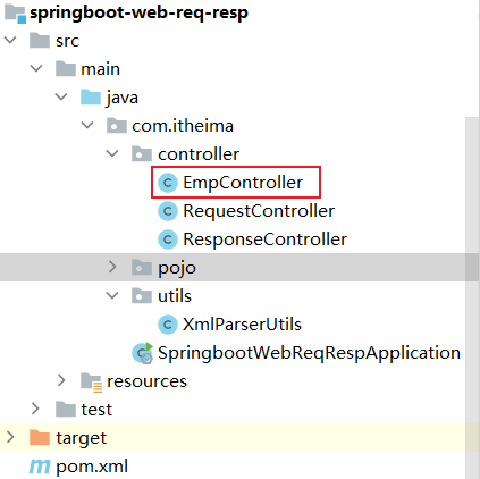 springboot-web-req-resp
src
main
java
com.itheima
controller
C EmpController
C RequestController
C ResponseController
pojo
utils
C XmlParserUtils
C SpringbootWebReqRespApplication
resources
test
target
m pom.xml